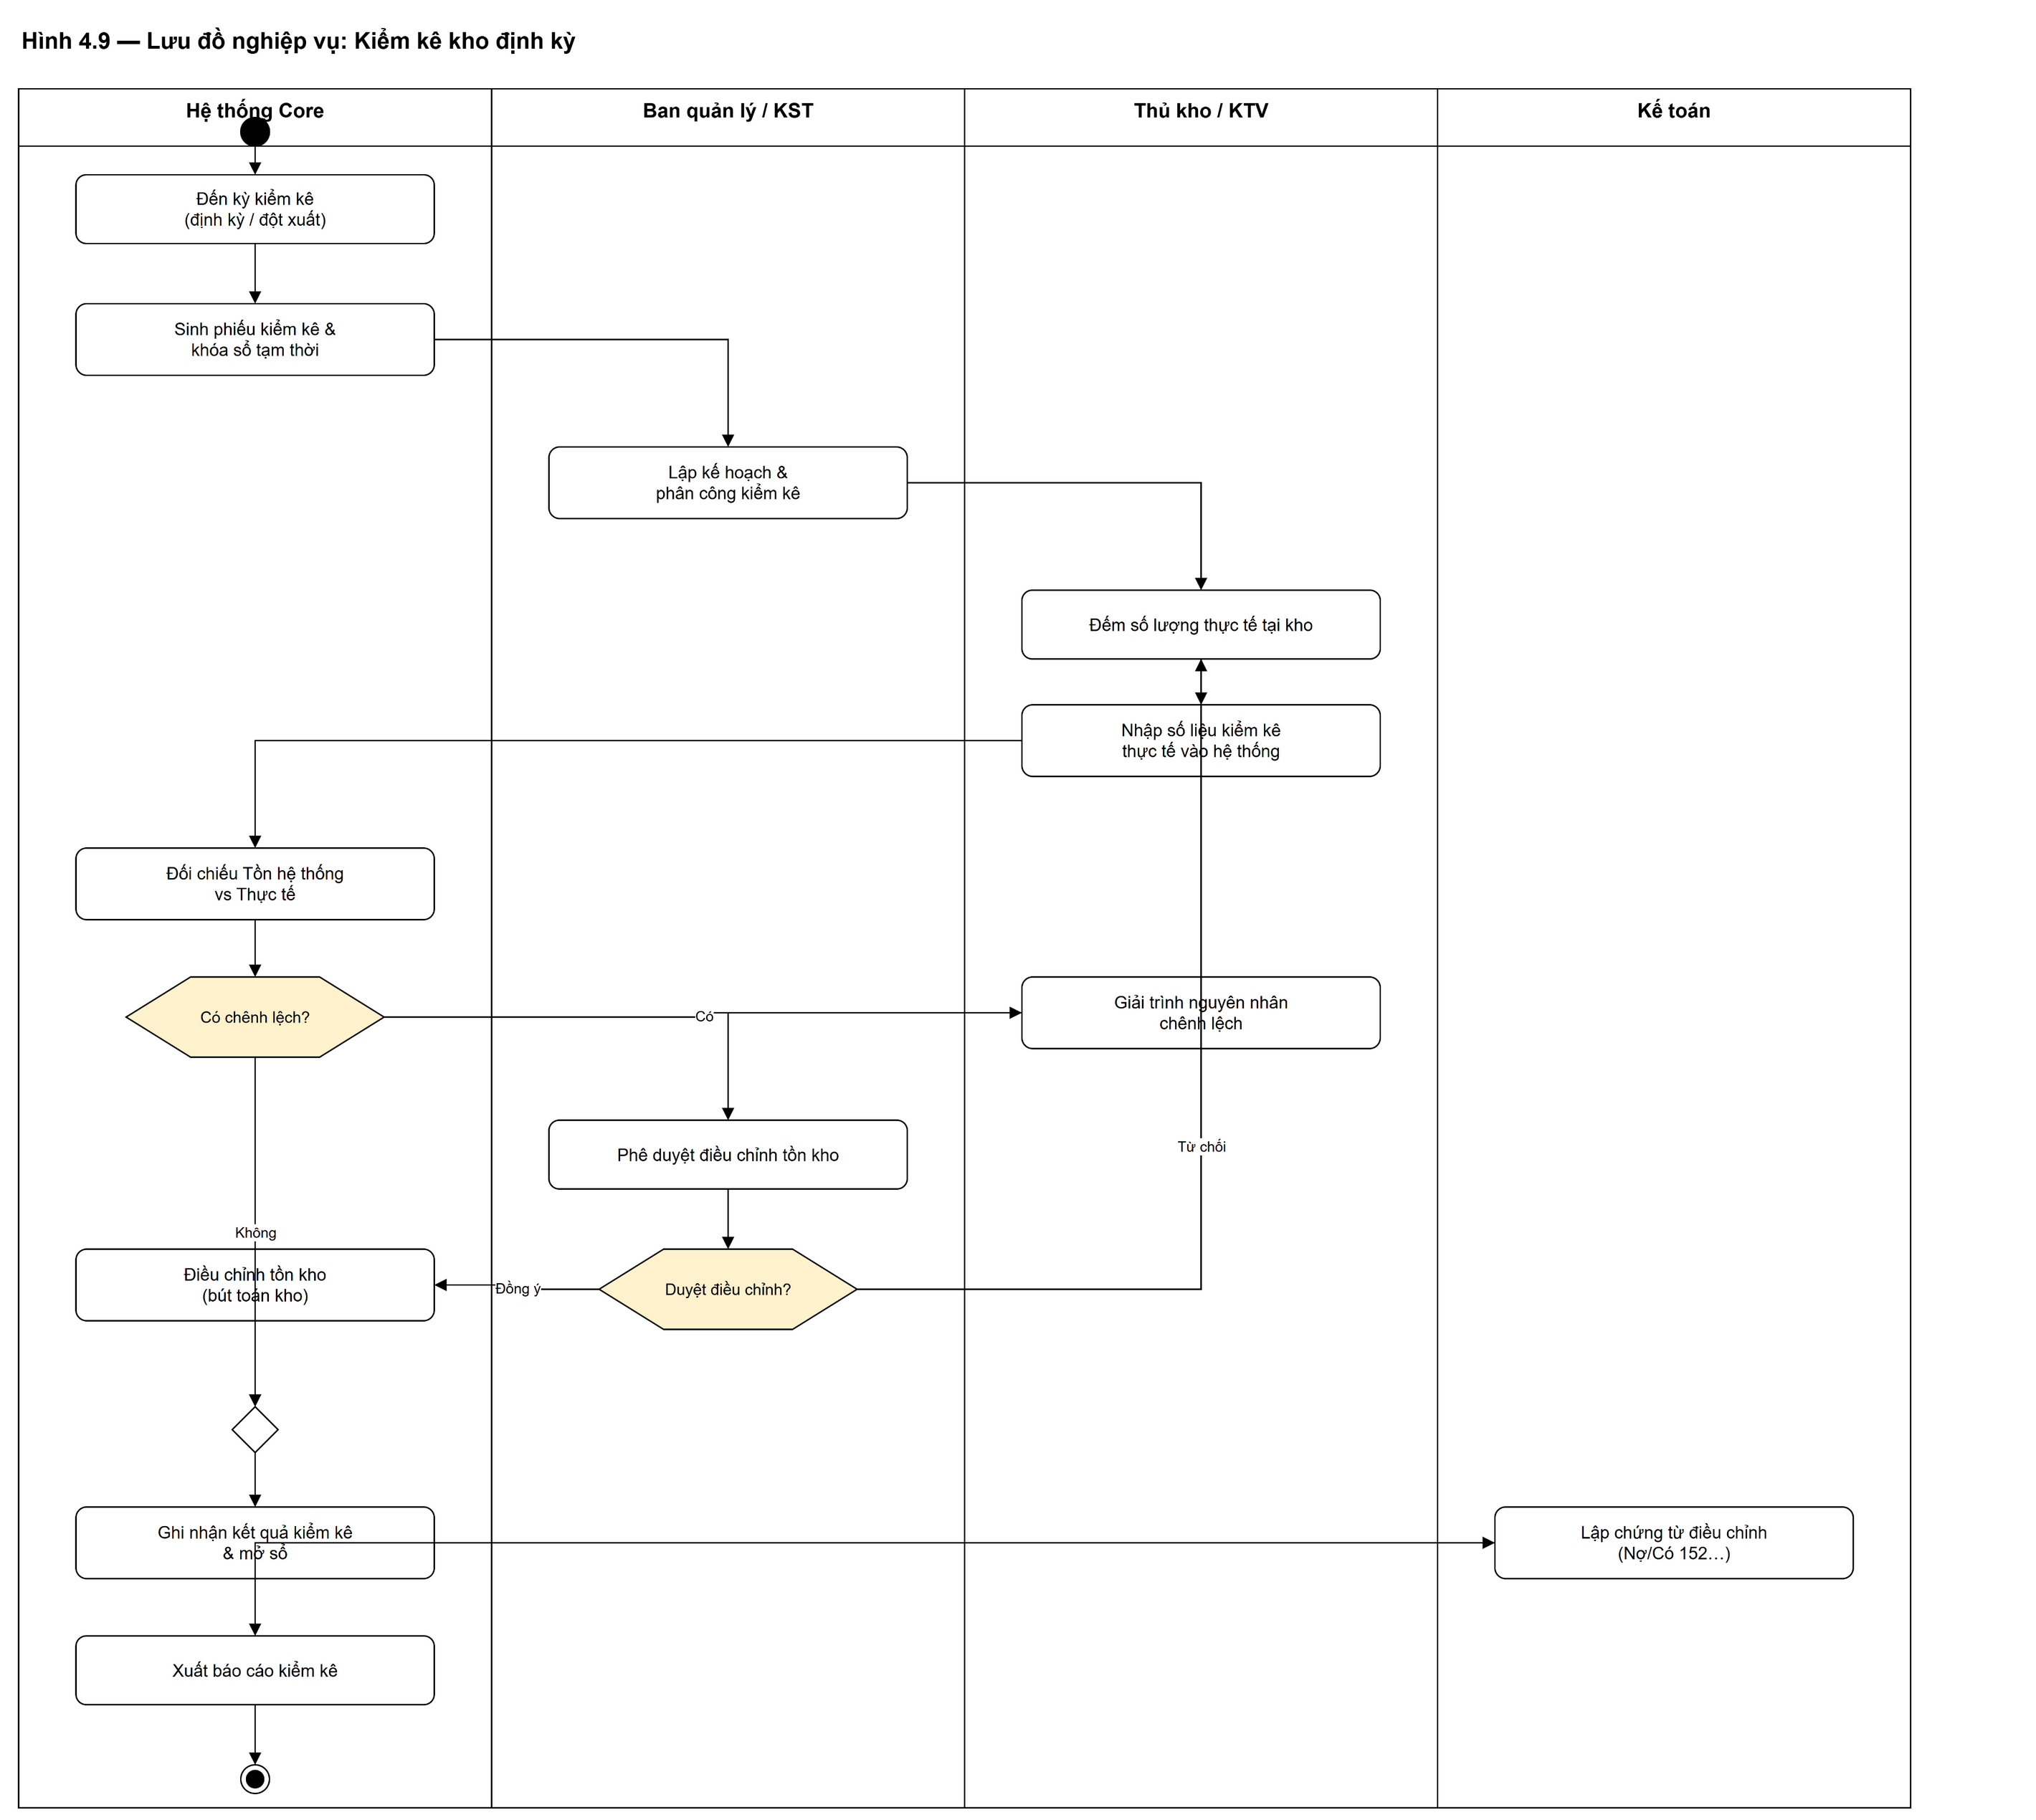 Hình 4.9 — Lưu đồ nghiệp vụ: Kiểm kê kho định kỳ
Hệ thống Core
Ban quản lý / KST
Thủ kho / KTV
Kế toán
Đến kỳ kiểm kê
(định kỳ / đột xuất)
Sinh phiếu kiểm kê &
khóa sổ tạm thời
Lập kế hoạch &
phân công kiểm kê
Đếm số lượng thực tế tại kho
Nhập số liệu kiểm kê
thực tế vào hệ thống
Đối chiếu Tồn hệ thống
vs Thực tế
Có chênh lệch?
Có
Giải trình nguyên nhân
chênh lệch
Phê duyệt điều chỉnh tồn kho
Từ chối
Không
Điều chỉnh tồn kho
(bút toán kho)
Đồng ý
Duyệt điều chỉnh?
Ghi nhận kết quả kiểm kê
& mở sổ
Lập chứng từ điều chỉnh
(Nợ/Có 152…)
Xuất báo cáo kiểm kê